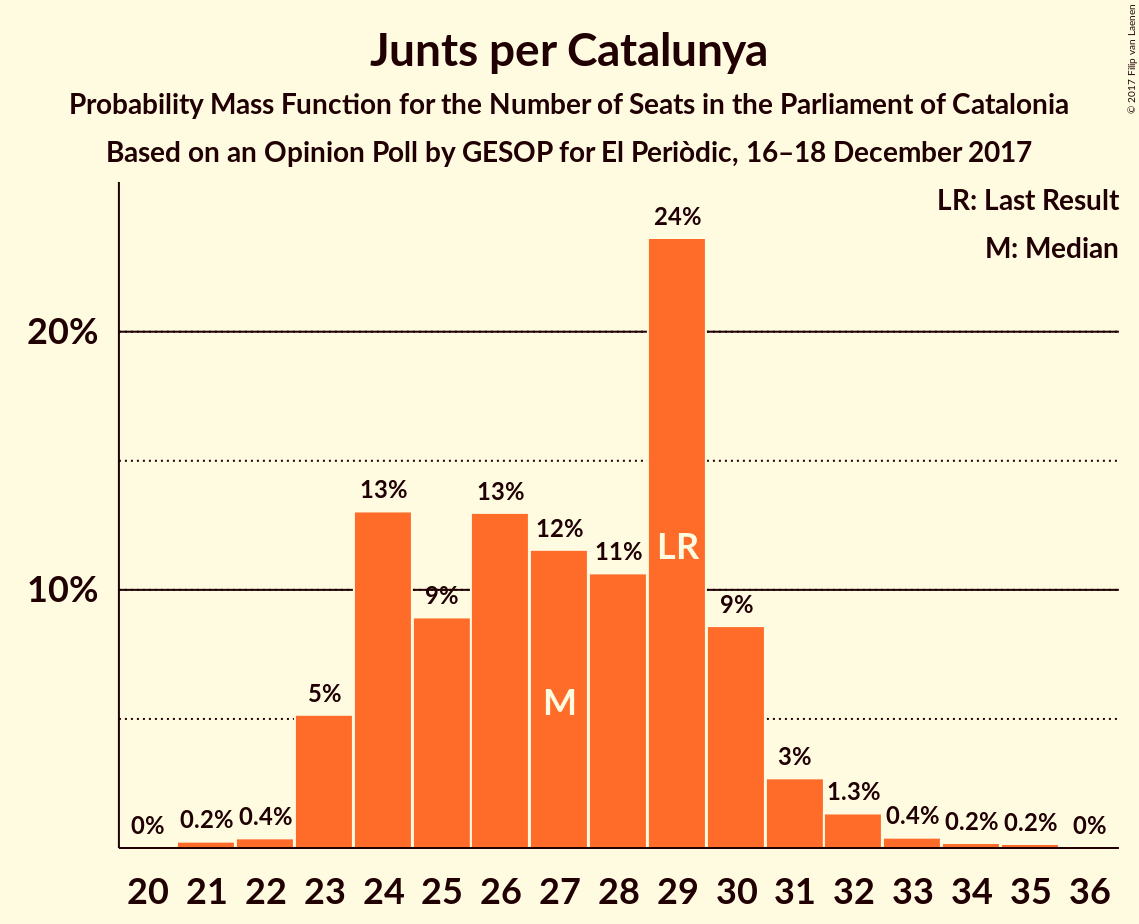 Junts per Catalunya
Probability Mass Function for the Number of Seats in the Parliament of Catalonia
Based on an Opinion Poll by GESOP for El Periòdic, 16–18 December 2017
© 2017 Filip van Laenen
LR: Last Result
M: Median
20%
10%
0%
0.2%
0.4%
5%
13%
9%
13%
12%
11%
24%
9%
3%
1.3%
0.4%
0.2%
0.2%
0%
LR
M
20 21 22 23 24 25 26 27 28 29 30 31 32 33 34 35 36